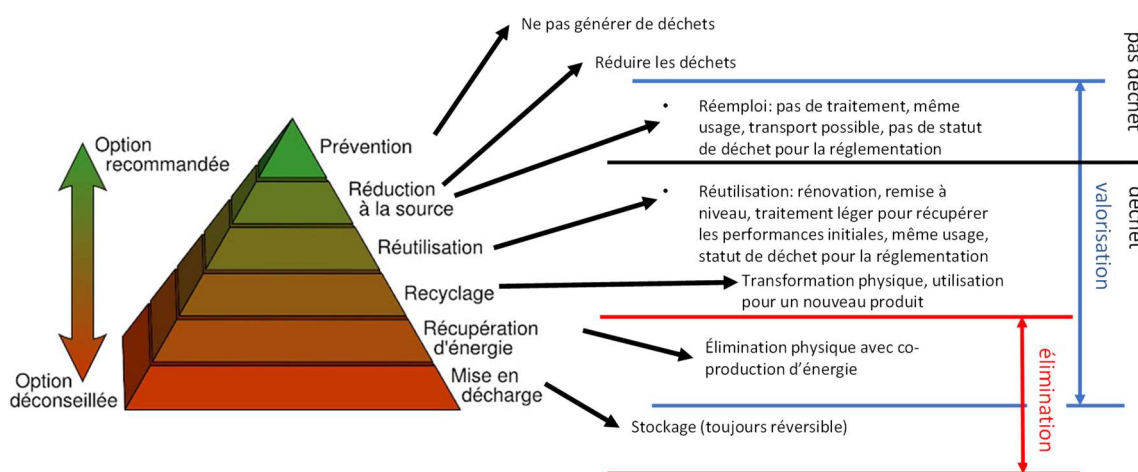 Option
recommandée
Option
déconseillée
Prévention
Réduction
à la source
Réutilisation
Recyclage
Récupération
d'énergie
Mise en
décharge
Ne pas générer de déchets
Réduire les déchets
• Réemploi: pas de traitement, même
usage, transport possible, pas de statut
de déchet pour la réglementation
• Réutilisation: rénovation, remise à
niveau, traitement léger pour récupérer
les performances initiales, même usage,
statut de déchet pour la réglementation
Transformation physique, utilisation
pour un nouveau produit
Élimination physique avec co-
production d’énergie
Stockage (toujours réversible)
pas déchet
déchet
valorisation
élimination